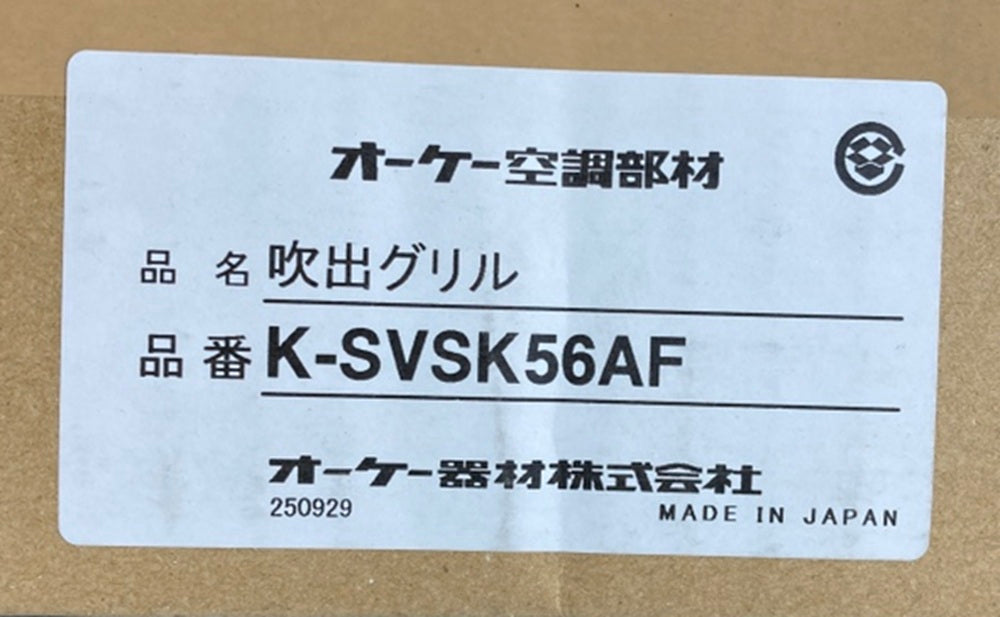 オーケー空調部材
品名 吹出グリル
品番 K-SVSK56AF
オーケー器材株式会社
250929
MADE IN JAPAN